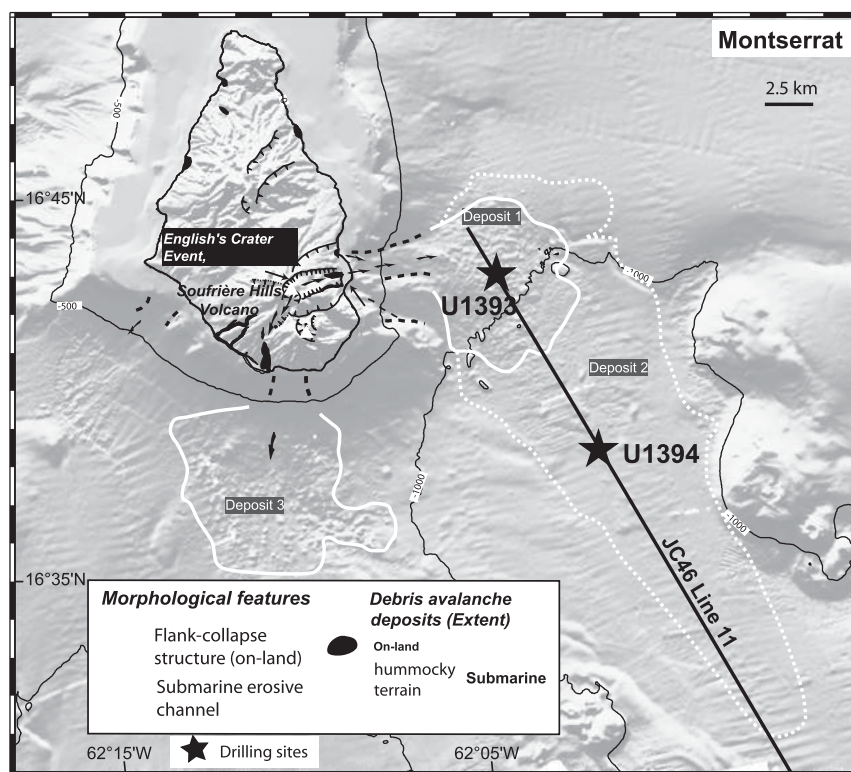 Montserrat
2.5 km
-500
16°45'N
Deposit 1
English's Crater
Event,
-1000
U1393
Soufrière Hills
Volcano
-500
Deposit 2
U1394
-1000
Deposit 3
-1000
JC46 Line 11
16°35'N
Morphological features
Flank-collapse
structure (on-land)
Submarine erosive
channel
Debris avalanche
deposits (Extent)
On-land
hummocky
terrain
Submarine
62°15'W
62°05'W
Drilling sites